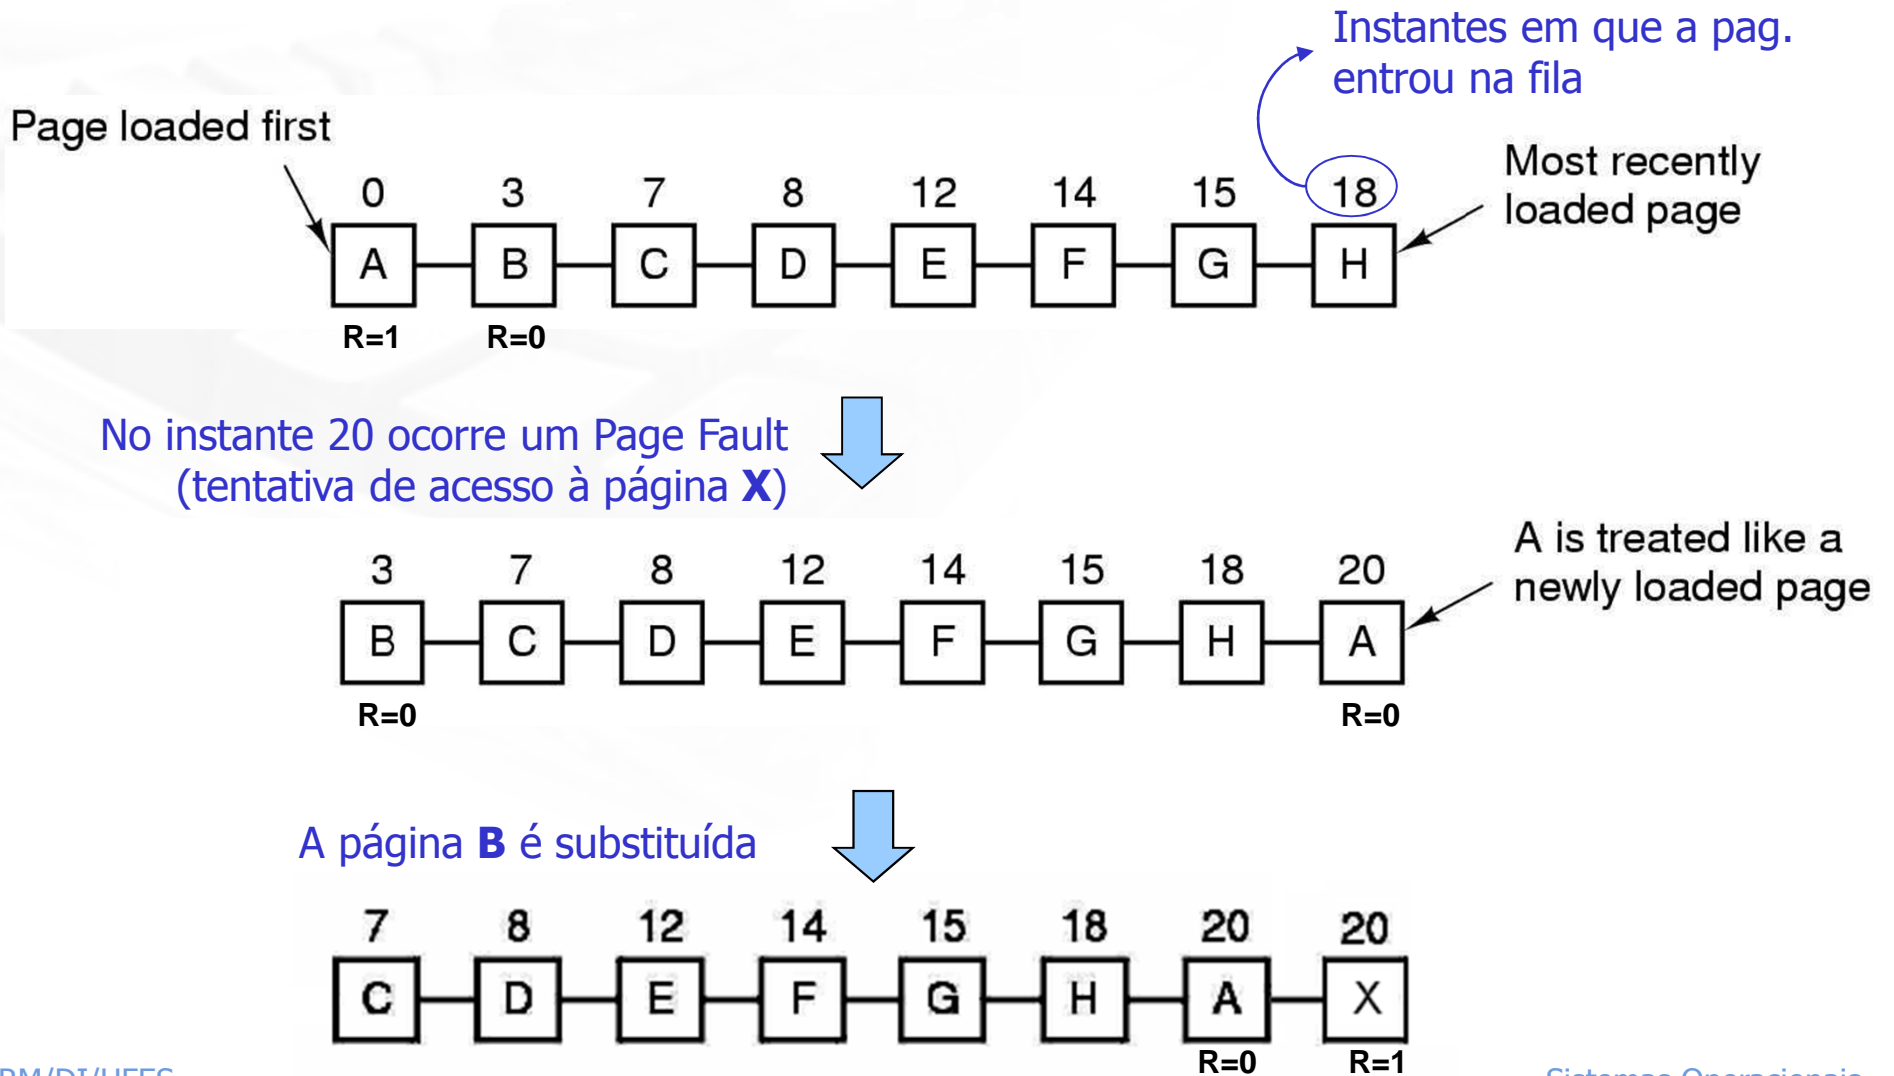 Instantes em que a pag.
entrou na fila
Page loaded first
Most recently
loaded page
0 3 7 8 12 14 15 18
A B C D E F G H
R=1 R=0
No instante 20 ocorre um Page Fault
(tentativa de acesso à página X)
A is treated like a
newly loaded page
3 7 8 12 14 15 18 20
B C D E F G H A
R=0 R=0
A página B é substituída
7 8 12 14 15 18 20 20
C D E F G H A X
R=0 R=1